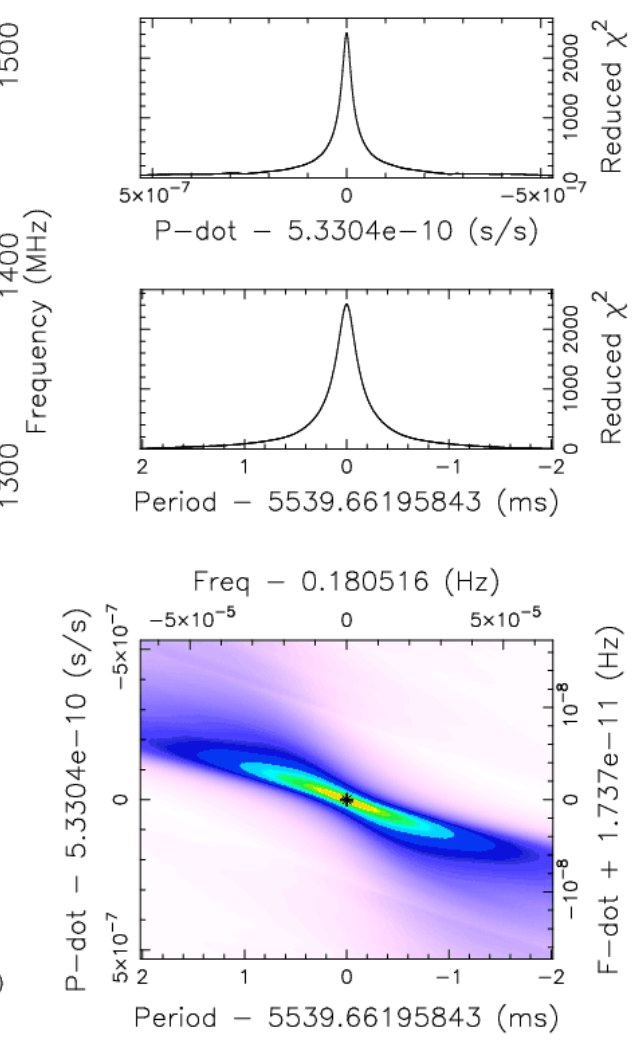 1500
1400
1300
Frequency (MHz)
2000
1000
0
Reduced χ²
5×10⁻⁷ 0 −5×10⁻⁷
P−dot − 5.3304e−10 (s/s)
2000
1000
0
Reduced χ²
2 1 0 −1 −2
Period − 5539.66195843 (ms)
Freq − 0.180516 (Hz)
−5×10⁻⁵ 0 5×10⁻⁵
P−dot − 5.3304e−10 (s/s)
−5×10⁻⁷
0
5×10⁻⁷
10⁻⁸
0
−10⁻⁸
F−dot + 1.737e−11 (Hz)
2 1 0 −1 −2
Period − 5539.66195843 (ms)